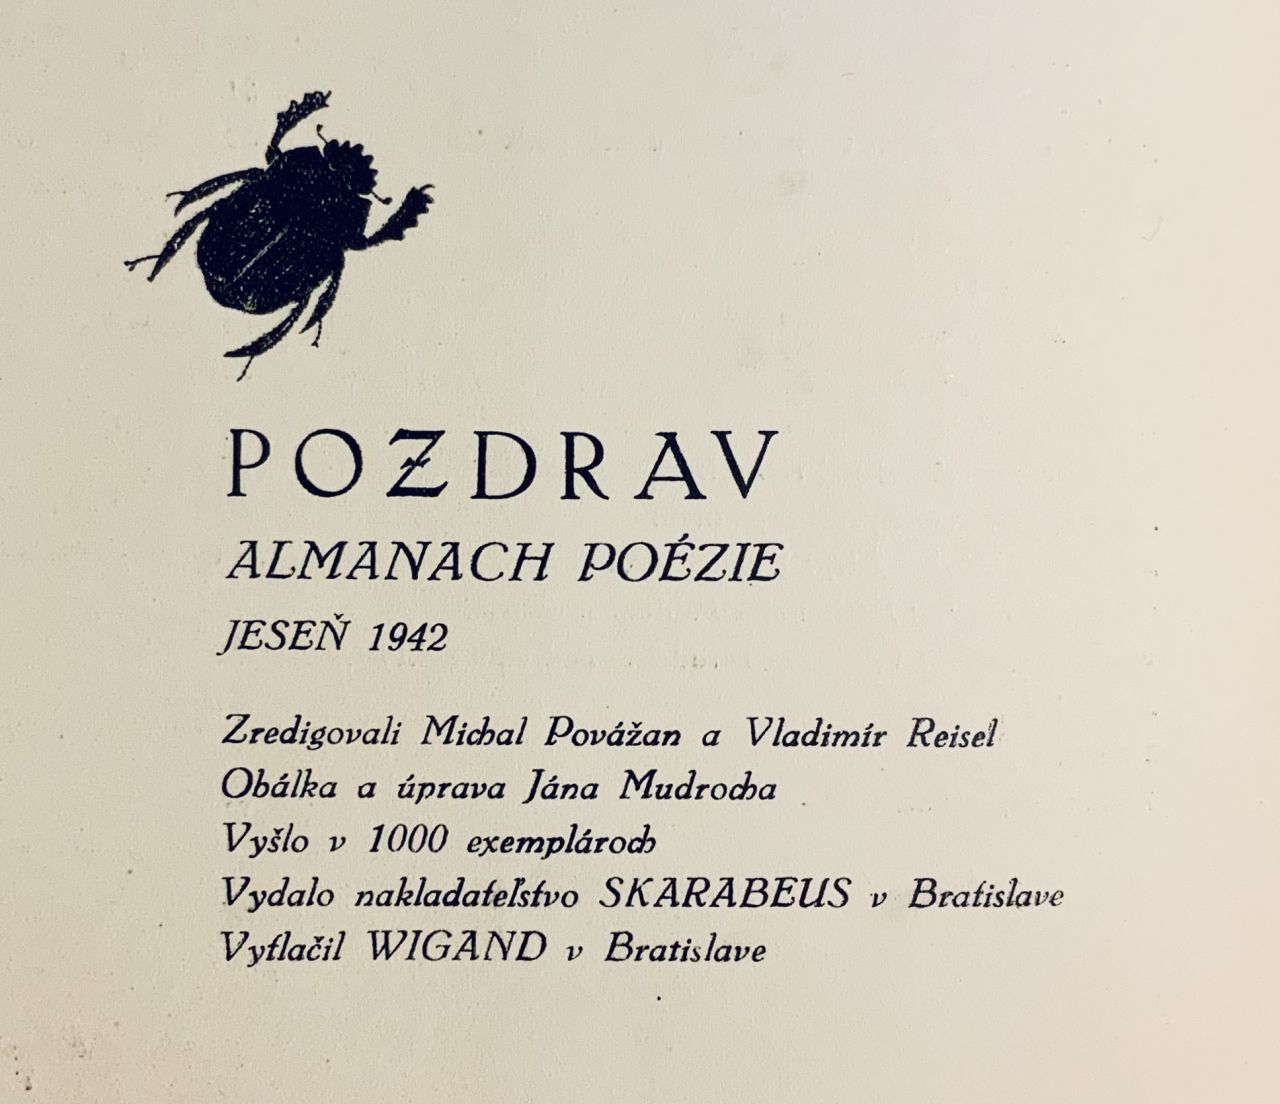 POZDRAV
ALMANACH POÉZIE
JESEŇ 1942
Zredigovali Michal Považan a Vladimír Reisel
Obálka a úprava Jána Mudrocha
Vyšlo v 1000 exemplároch
Vydalo nakladateľstvo SKARABEUS v Bratislave
Vytlačil WIGAND v Bratislave